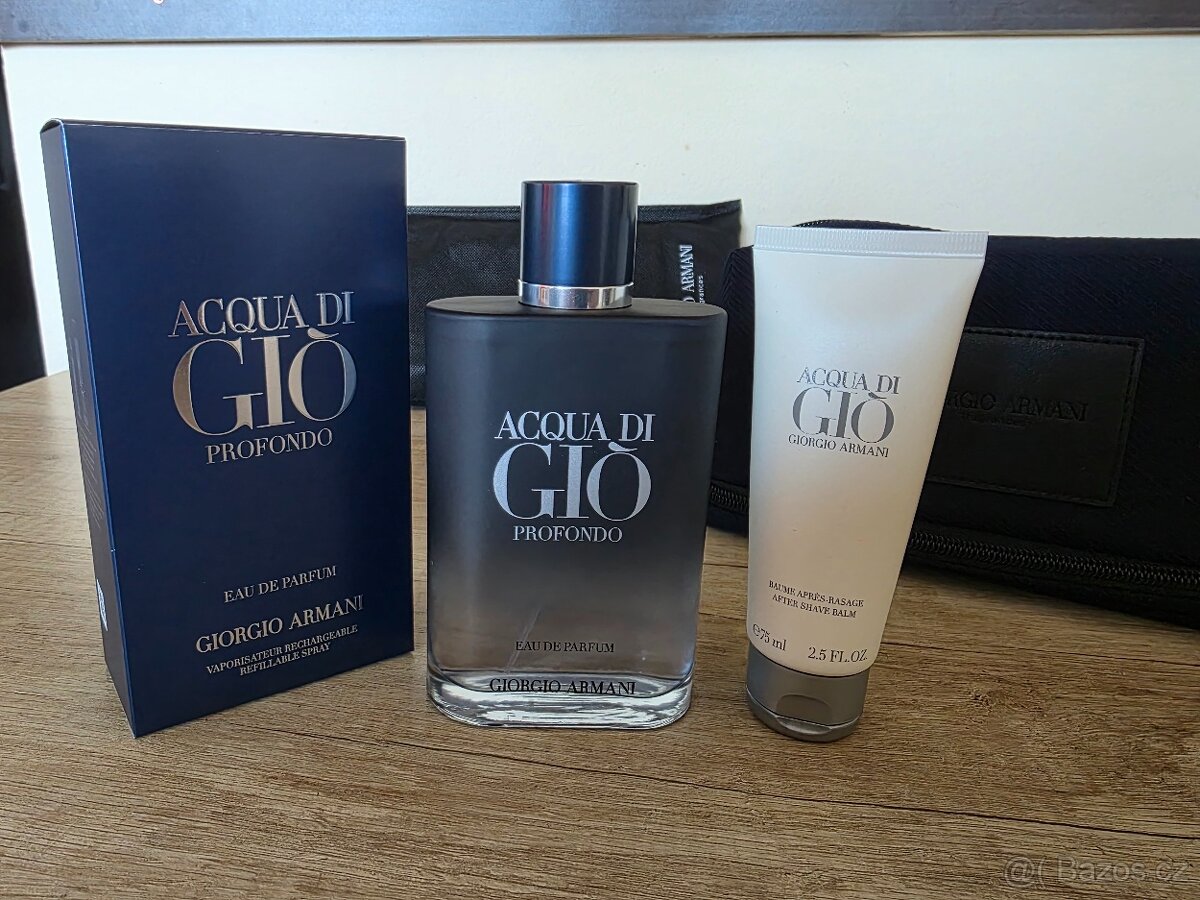 ACQUA DI
GIÒ
PROFONDO
EAU DE PARFUM
GIORGIO ARMANI
VAPORISATEUR RECHARGEABLE
REFILLABLE SPRAY
ACQUA DI
GIÒ
PROFONDO
EAU DE PARFUM
GIORGIO ARMANI
ARMANI
ACQUA DI
GIÒ
GIORGIO ARMANI
BAUME APRÈS-RASAGE
AFTER SHAVE BALM
℮75 ml 2.5 FL.OZ.
ARMANI
@( Bazos.cz